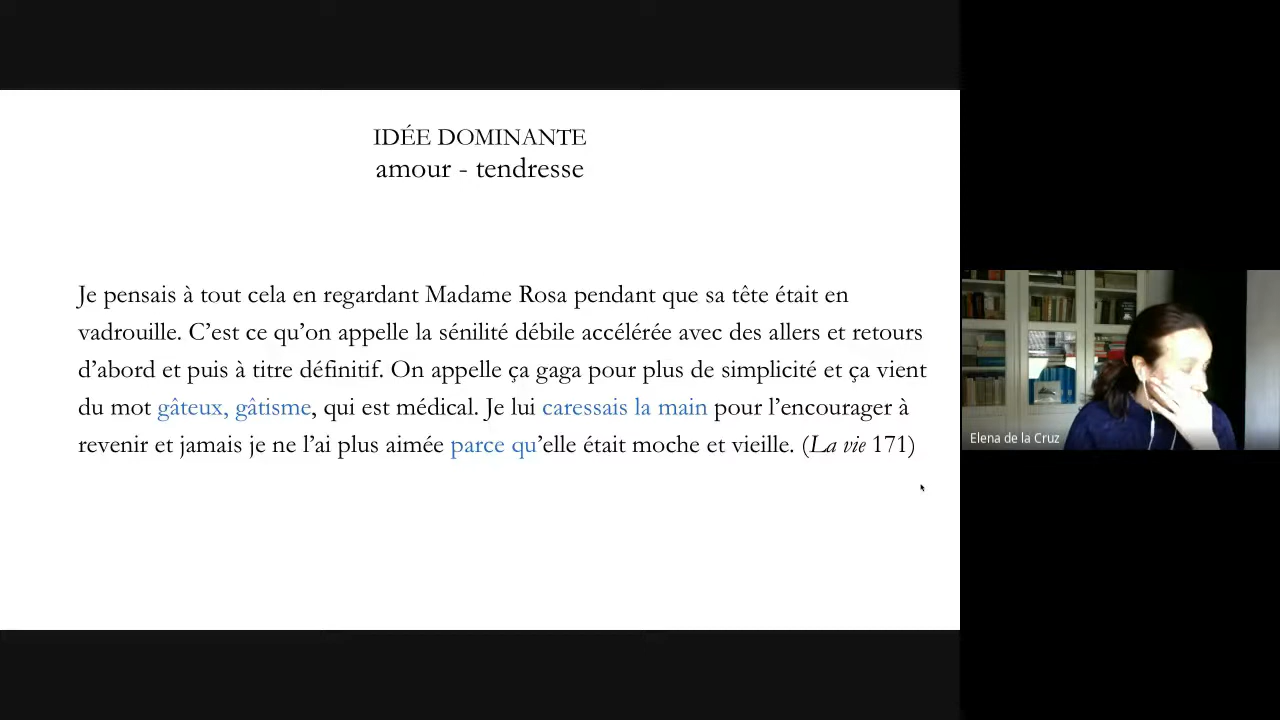 IDÉE DOMINANTE
amour - tendresse
Je pensais à tout cela en regardant Madame Rosa pendant que sa tête était en
vadrouille. C’est ce qu’on appelle la sénilité débile accélérée avec des allers et retours
d’abord et puis à titre définitif. On appelle ça gaga pour plus de simplicité et ça vient
du mot gâteux, gâtisme, qui est médical. Je lui caressais la main pour l’encourager à
revenir et jamais je ne l’ai plus aimée parce qu’elle était moche et vieille. (La vie 171)
Elena de la Cruz